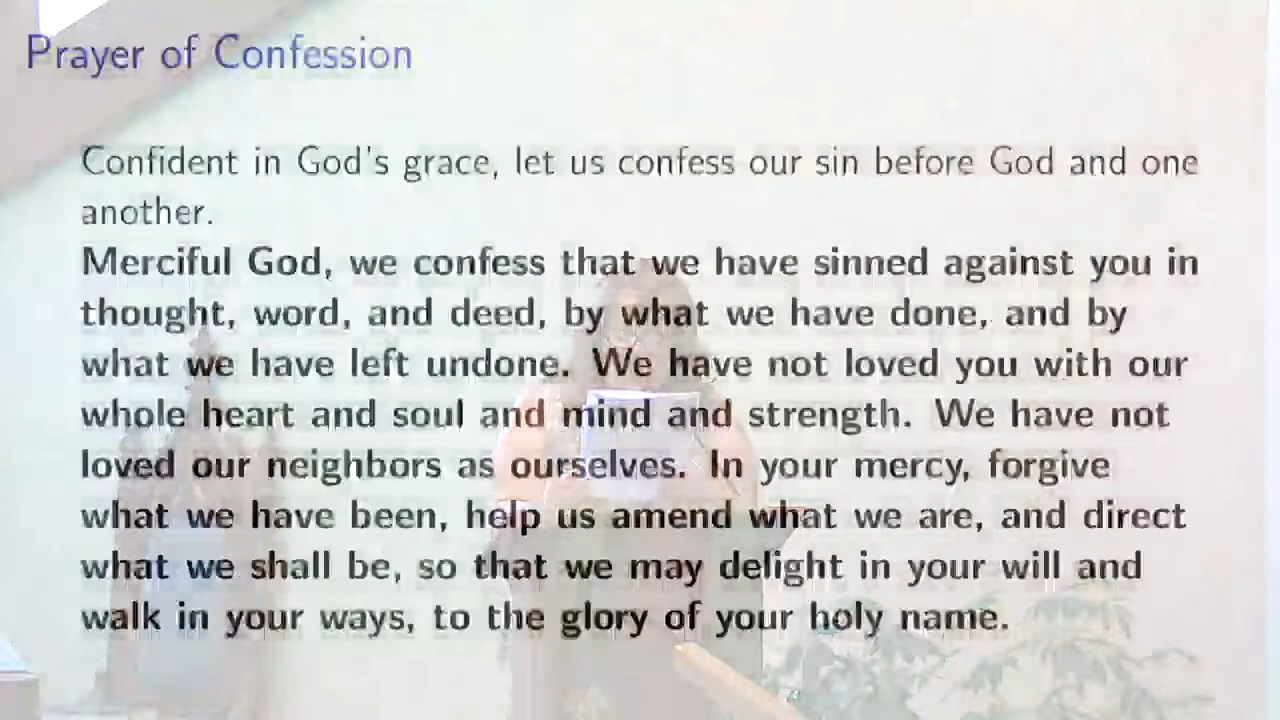 Prayer of Confession
Confident in God's grace, let us confess our sin before God and one
another.
Merciful God, we confess that we have sinned against you in
thought, word, and deed, by what we have done, and by
what we have left undone. We have not loved you with our
whole heart and soul and mind and strength. We have not
loved our neighbors as ourselves. In your mercy, forgive
what we have been, help us amend what we are, and direct
what we shall be, so that we may delight in your will and
walk in your ways, to the glory of your holy name.